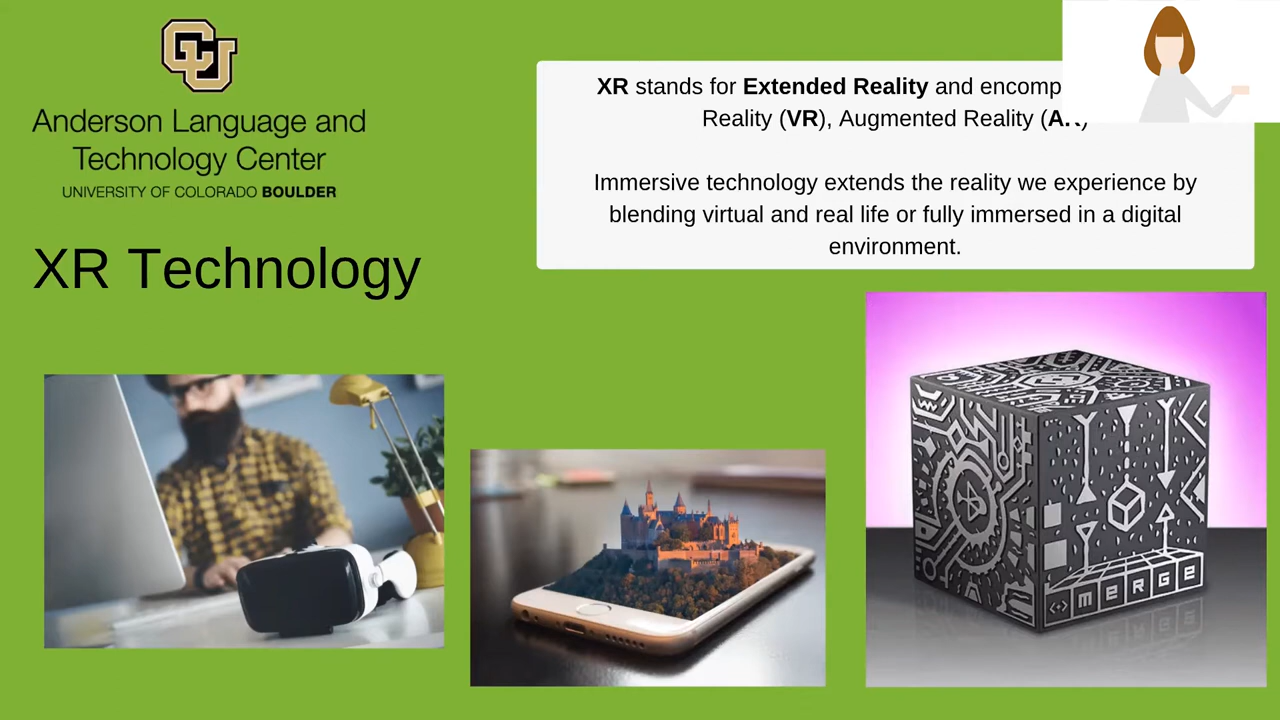 CU
Anderson Language and
Technology Center
UNIVERSITY OF COLORADO BOULDER
XR Technology
XR stands for Extended Reality and
Reality (VR), Augmented Reality
Immersive technology extends the reality we experience by
blending virtual and real life or fully immersed in a digital
environment.
MERGE